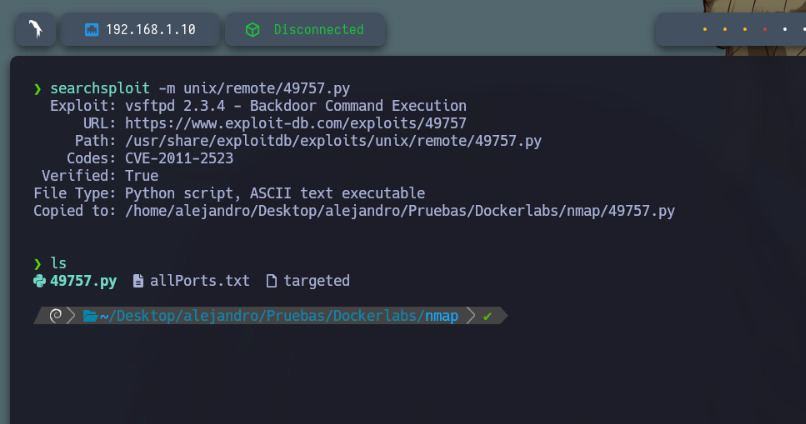 192.168.1.10 Disconnected
❯ searchsploit -m unix/remote/49757.py
Exploit: vsftpd 2.3.4 - Backdoor Command Execution
URL: https://www.exploit-db.com/exploits/49757
Path: /usr/share/exploitdb/exploits/unix/remote/49757.py
Codes: CVE-2011-2523
Verified: True
File Type: Python script, ASCII text executable
Copied to: /home/alejandro/Desktop/alejandro/Pruebas/Dockerlabs/nmap/49757.py
❯ ls
49757.py allPorts.txt targeted
~/Desktop/alejandro/Pruebas/Dockerlabs/nmap ✔